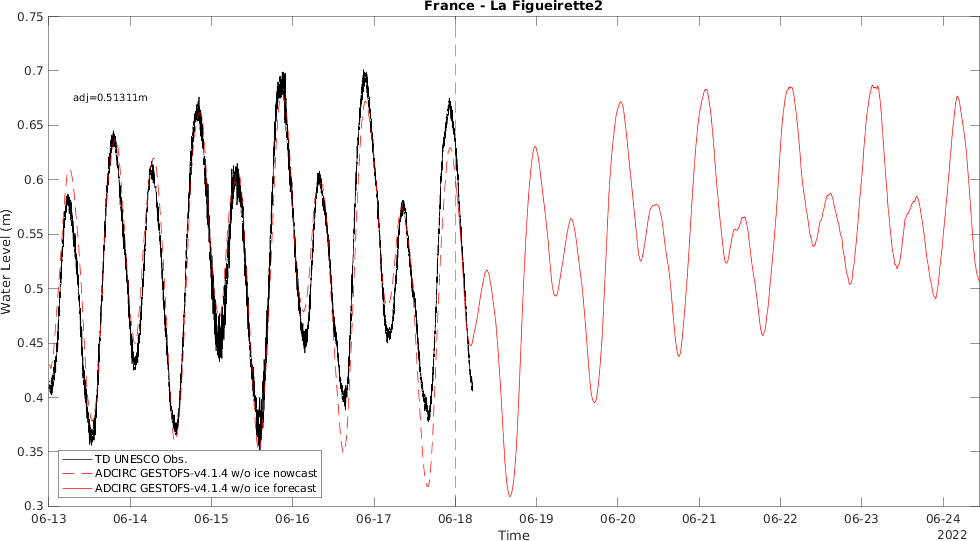 France - La Figueirette2
0.75
0.7
0.65
0.6
0.55
0.5
0.45
0.4
0.35
0.3
Water Level (m)
adj=0.51311m
TD UNESCO Obs.
ADCIRC GESTOFS-v4.1.4 w/o ice nowcast
ADCIRC GESTOFS-v4.1.4 w/o ice forecast
06-13 06-14 06-15 06-16 06-17 06-18 06-19 06-20 06-21 06-22 06-23 06-24
Time
2022